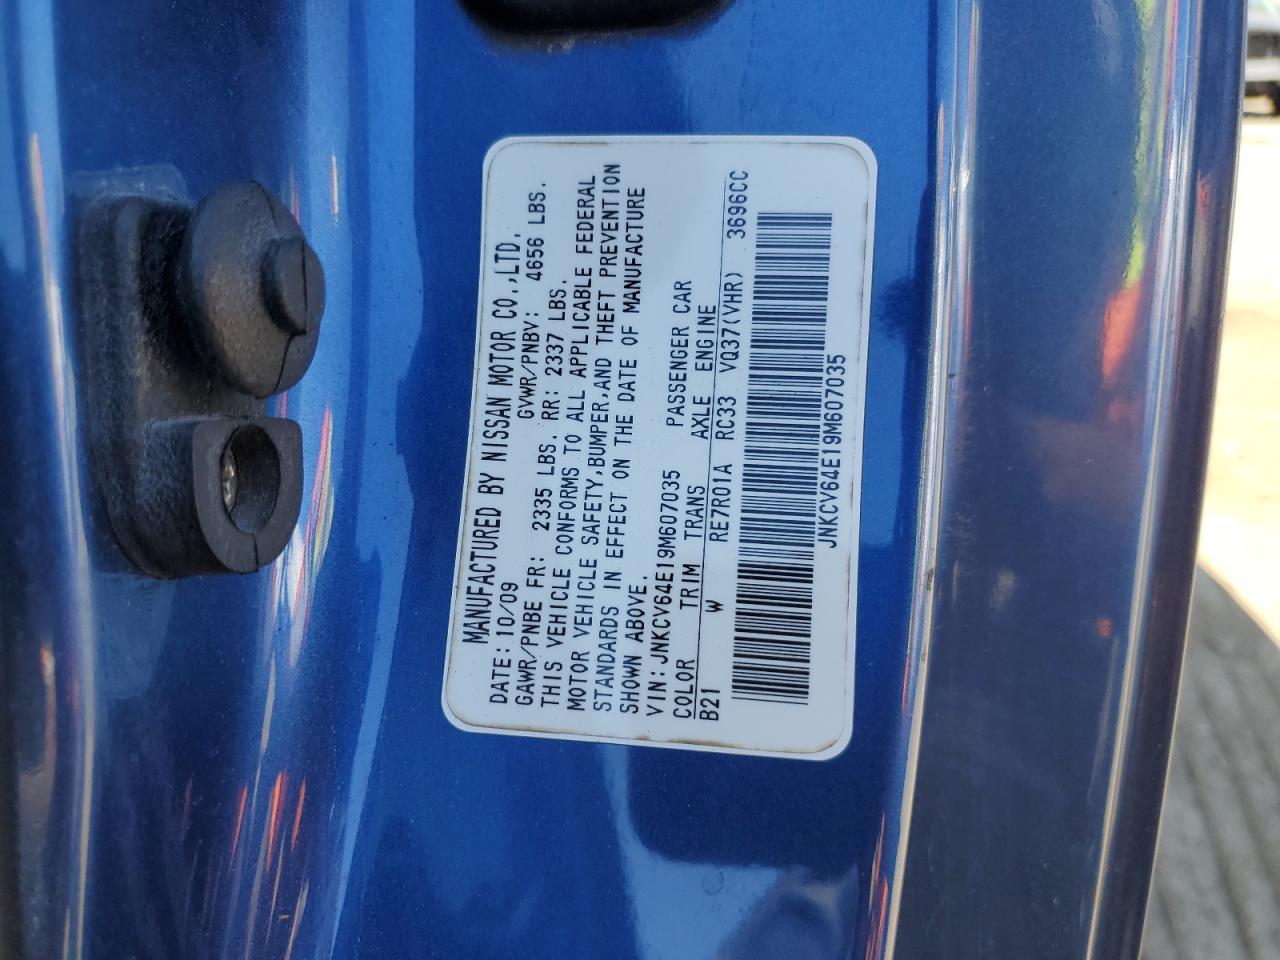 MANUFACTURED BY NISSAN MOTOR CO.,LTD.
DATE: 10/09 GVWR/PNBV: 4656 LBS.
GAWR/PNBE FR: 2335 LBS. RR: 2337 LBS.
THIS VEHICLE CONFORMS TO ALL APPLICABLE FEDERAL
MOTOR VEHICLE SAFETY,BUMPER,AND THEFT PREVENTION
STANDARDS IN EFFECT ON THE DATE OF MANUFACTURE
SHOWN ABOVE.
VIN: JNKCV64E19M607035 PASSENGER CAR
COLOR TRIM TRANS AXLE ENGINE
B21 W RE7R01A RC33 VQ37(VHR) 3696CC
JNKCV64E19M607035